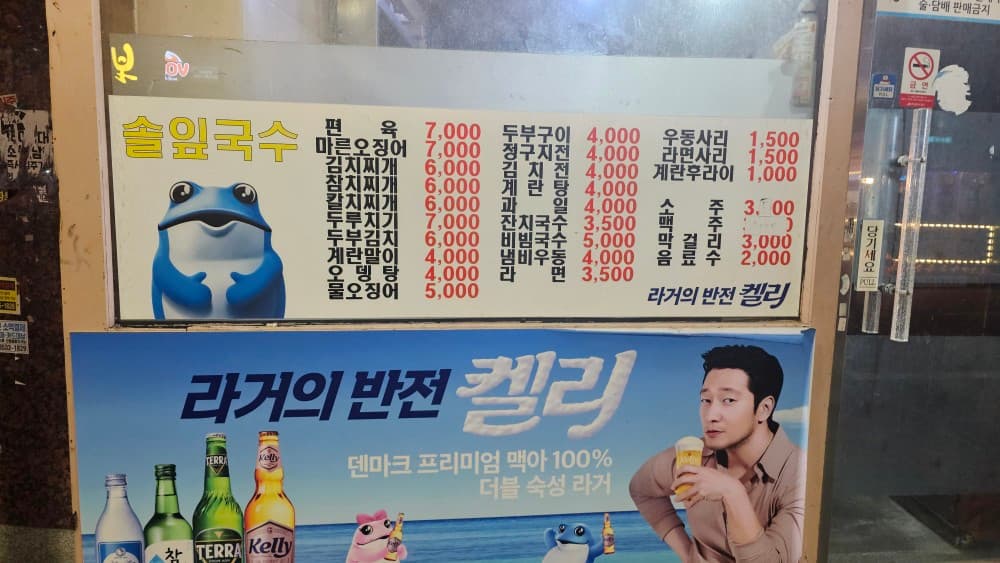 술·담배 판매금지
금연
솔잎국수
편육 7,000
마른오징어 7,000
김치찌개 6,000
참치찌개 6,000
칼치찌개 6,000
두루치기 7,000
두부김치 6,000
계란말이 4,000
오뎅탕 4,000
물오징어 5,000
두부구이 4,000
정구지전 4,000
김치전 4,000
계란탕 4,000
과일 4,000
잔치국수 3,500
비빔국수 5,000
냄비우동 4,000
라면 3,500
우동사리 1,500
라면사리 1,500
계란후라이 1,000
소주
맥주
막걸리 3,000
음료수 2,000
라거의 반전 켈리
당기세요
PULL
라거의 반전 켈리
덴마크 프리미엄 맥아 100%
더블 숙성 라거
참
TERRA
TERRA
Kelly
Kelly